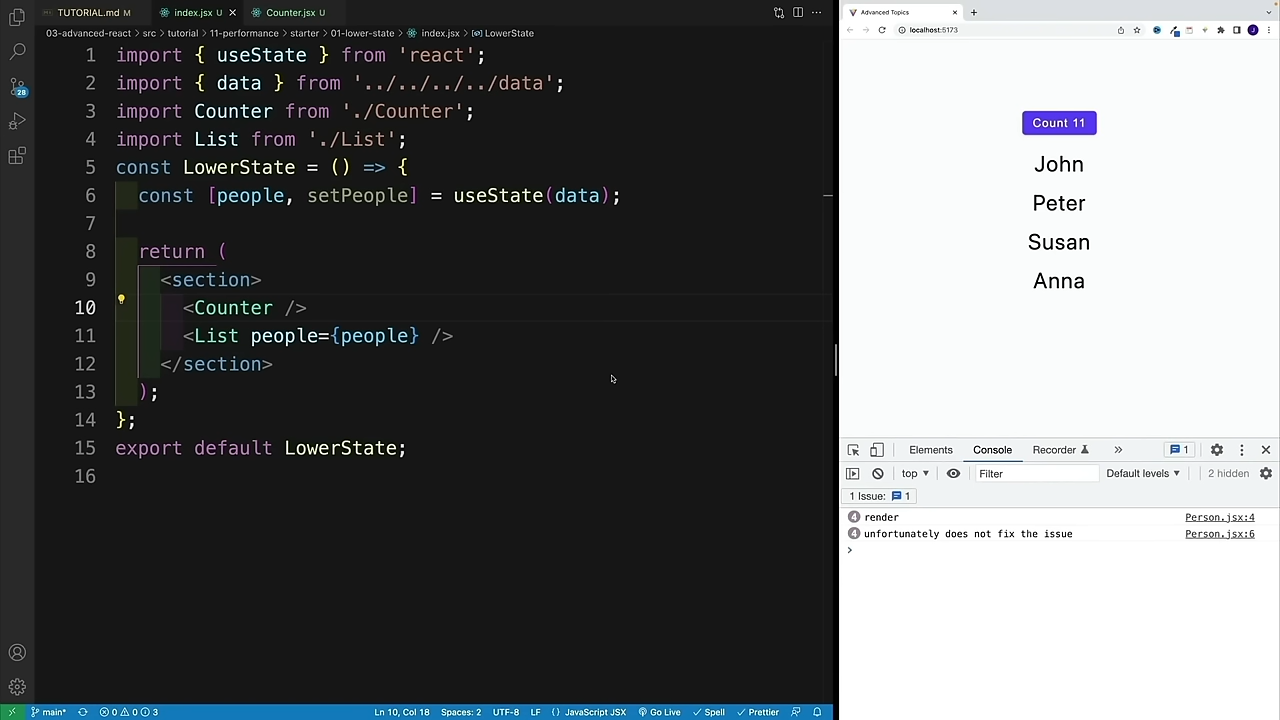 TUTORIAL.md M
index.jsx U
Counter.jsx U
03-advanced-react > src > tutorial > 11-performance > starter > 01-lower-state > index.jsx > LowerState
1 import { useState } from 'react';
2 import { data } from '../../../../data';
3 import Counter from './Counter';
4 import List from './List';
5 const LowerState = () => {
6 const [people, setPeople] = useState(data);
7
8 return (
9 <section>
10 <Counter />
11 <List people={people} />
12 </section>
13 );
14 };
15 export default LowerState;
16
28
main*
0 0 3
Ln 10, Col 18 Spaces: 2 UTF-8 LF {} JavaScript JSX Go Live Spell Prettier
Advanced Topics
localhost:5173
J
Count 11
John
Peter
Susan
Anna
Elements Console Recorder 1
top Filter Default levels 2 hidden
1 Issue: 1
4 render Person.jsx:4
4 unfortunately does not fix the issue Person.jsx:6